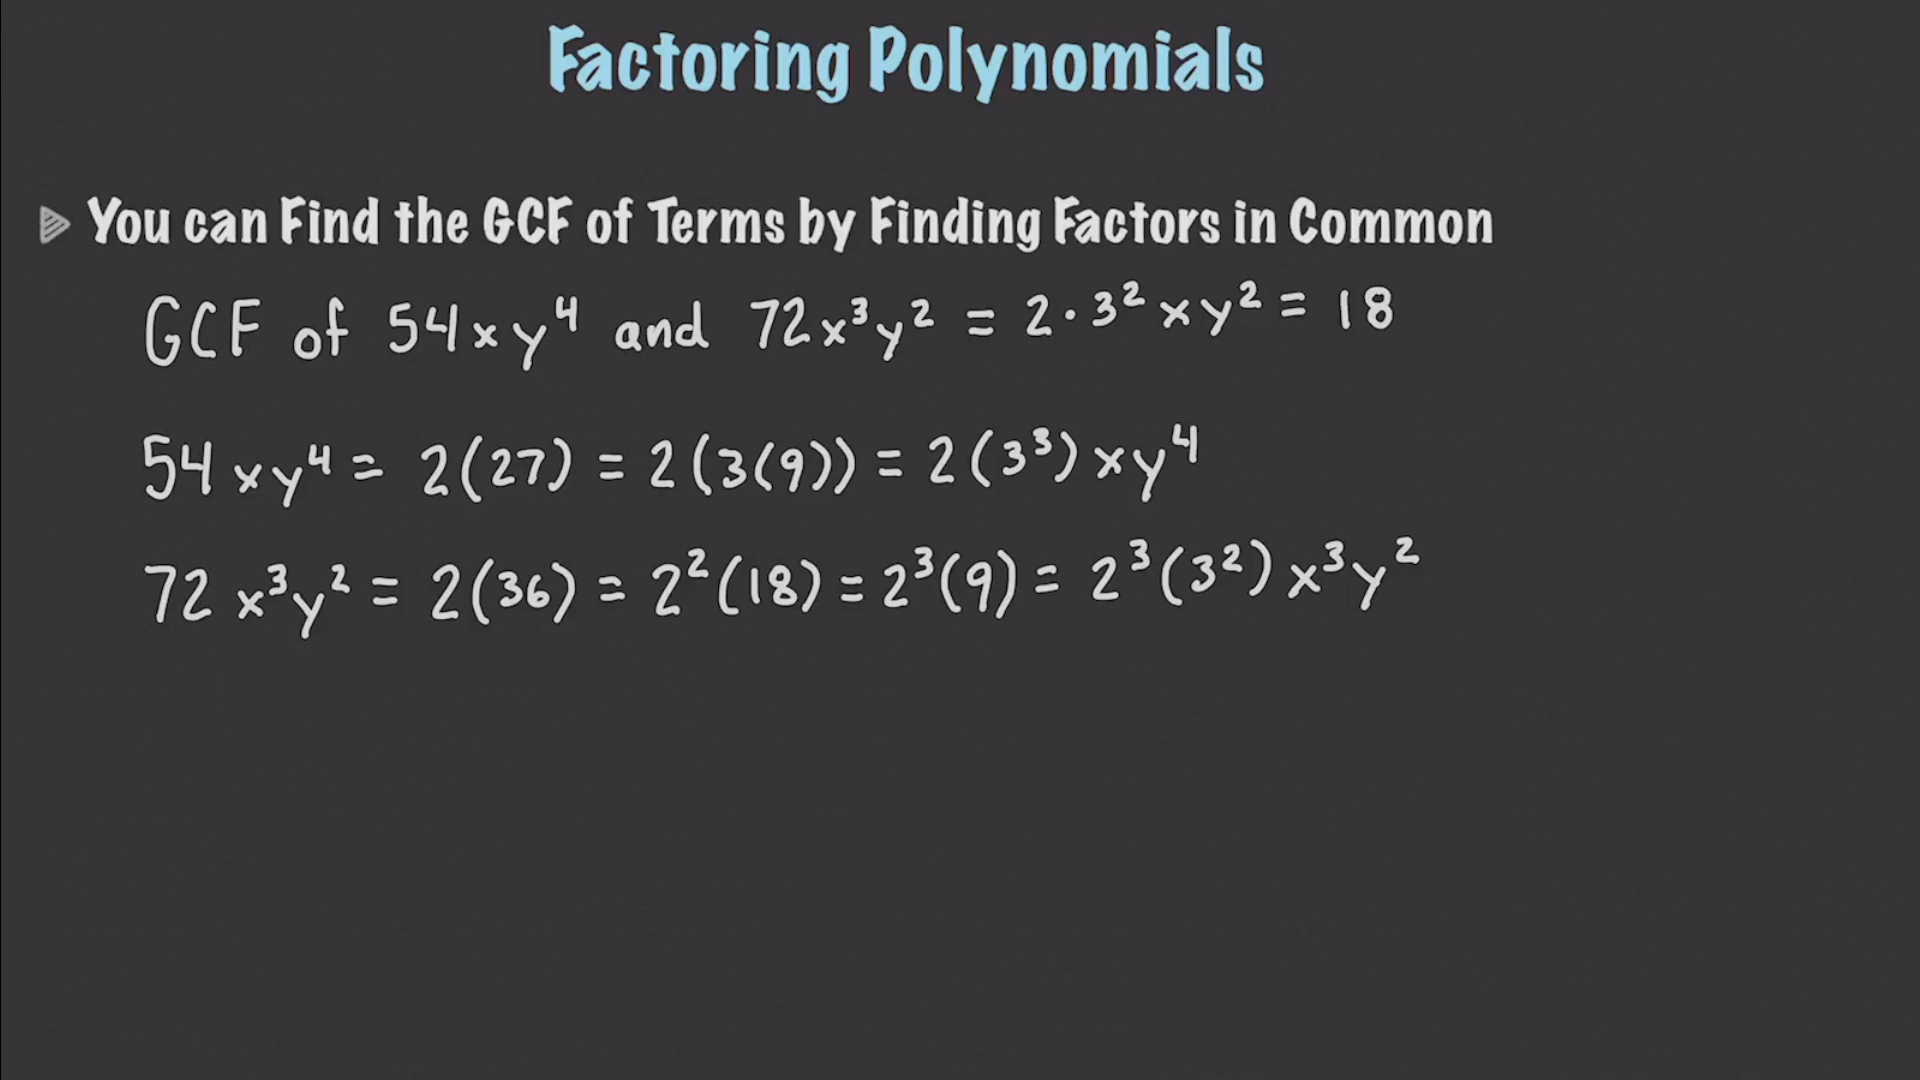 Factoring Polynomials
You can Find the GCF of Terms by Finding Factors in Common
GCF of 54xy⁴ and 72x³y² = 2·3²xy² = 18
54xy⁴ = 2(27) = 2(3(9)) = 2(3³)xy⁴
72x³y² = 2(36) = 2²(18) = 2³(9) = 2³(3²)x³y²